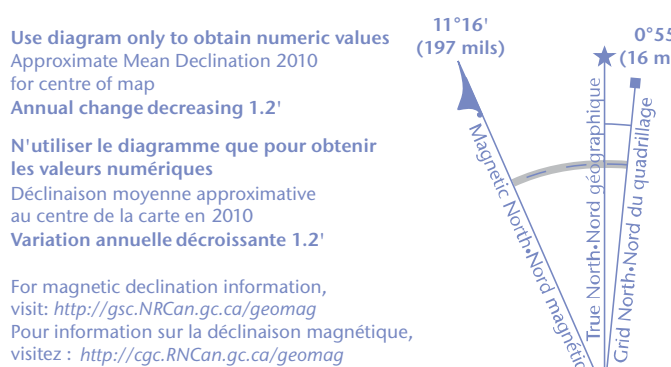 Use diagram only to obtain numeric values
Approximate Mean Declination 2010
for centre of map
Annual change decreasing 1.2'
N'utiliser le diagramme que pour obtenir
les valeurs numériques
Déclinaison moyenne approximative
au centre de la carte en 2010
Variation annuelle décroissante 1.2'
For magnetic declination information,
visit: http://gsc.NRCan.gc.ca/geomag
Pour information sur la déclinaison magnétique,
visitez : http://cgc.RNCan.gc.ca/geomag
11°16'
(197 mils)
0°55
(16 m
Magnetic North•Nord magnétic
True North•Nord géographique
Grid North•Nord du quadrillage